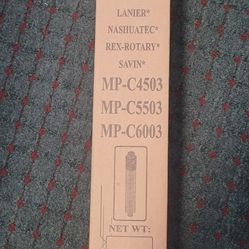 LANIER*
NASHUATEC*
REX-ROTARY*
SAVIN*
MP-C4503
MP-C5503
MP-C6003
NET WT: